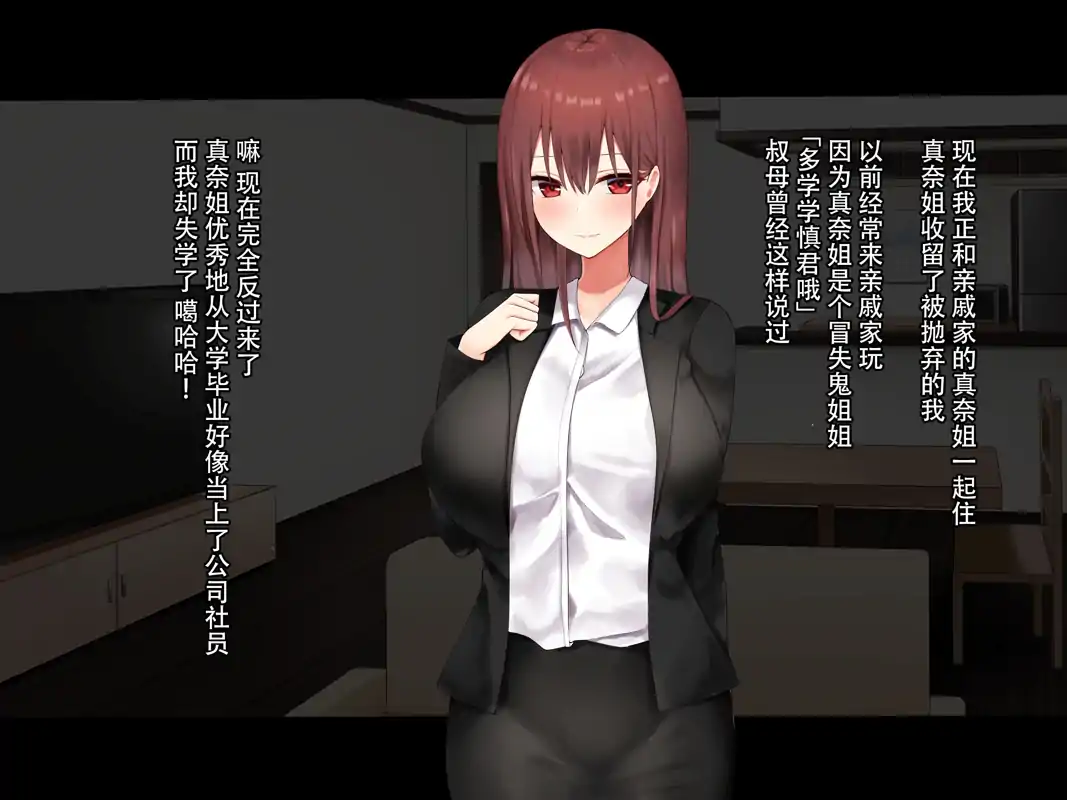 现在我正和亲戚家的真奈姐一起住
真奈姐收留了被抛弃的我
以前经常来亲戚家玩
因为真奈姐是个冒失鬼姐姐
「多学学慎君哦」
叔母曾经这样说过
嘛 现在完全反过来了
真奈姐优秀地从大学毕业好像当上了公司社员
而我却失学了 噶哈哈！